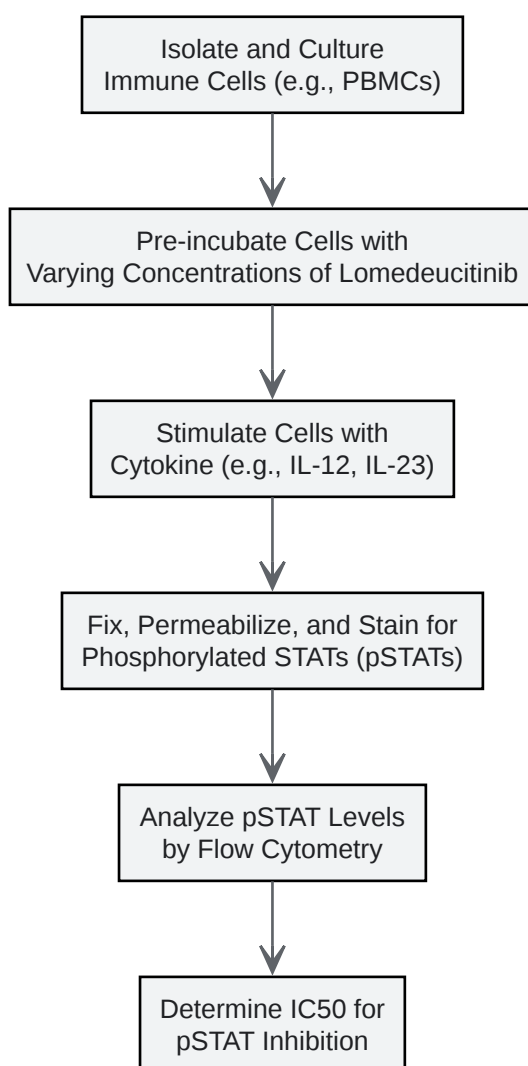 Isolate and Culture
Immune Cells (e.g., PBMCs)
Pre-incubate Cells with
Varying Concentrations of Lomedeucitinib
Stimulate Cells with
Cytokine (e.g., IL-12, IL-23)
Fix, Permeabilize, and Stain for
Phosphorylated STATs (pSTATs)
Analyze pSTAT Levels
by Flow Cytometry
Determine IC50 for
pSTAT Inhibition